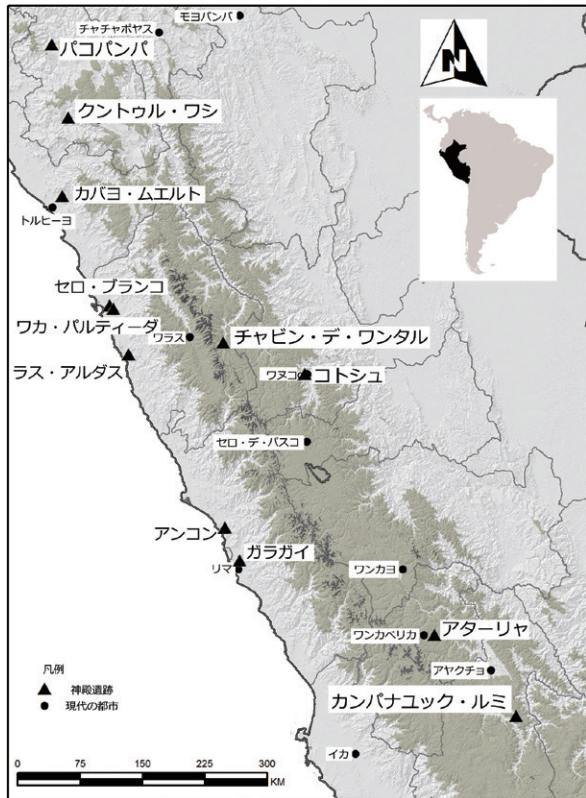 モヨバンバ
チャチャポヤス
N
パコパンパ
クントゥル・ワシ
カバヨ・ムエルト
トルヒーヨ
セロ・ブランコ
ワカ・パルティーダ
ワラス
チャビン・デ・ワンタル
ラス・アルダス
ワヌコ
コトシュ
セロ・デ・パスコ
アンコン
ガラガイ
リマ
ワンカヨ
ワンカベリカ
アターリャ
凡例
アヤクチョ
神殿遺跡
現代の都市
カンパナユック・ルミ
イカ
0 75 150 225 300
KM